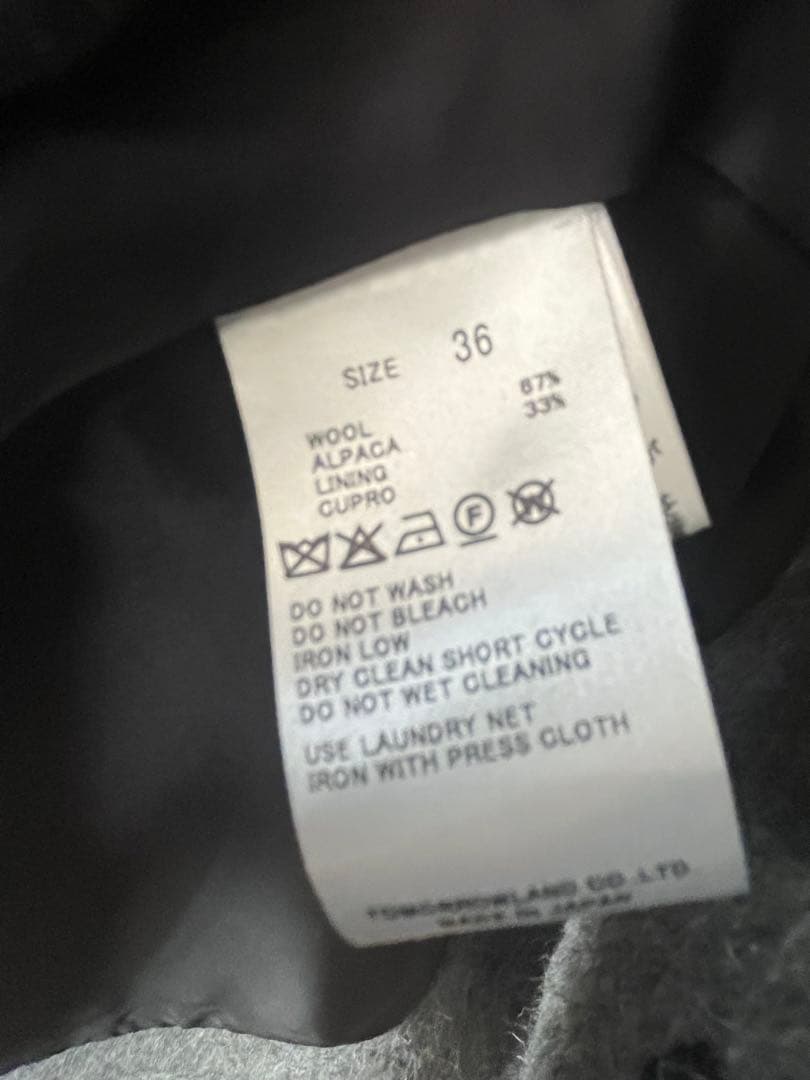 SIZE 36
WOOL 67%
ALPACA 33%
LINING
CUPRO
F
W
DO NOT WASH
DO NOT BLEACH
IRON LOW
DRY CLEAN SHORT CYCLE
DO NOT WET CLEANING
USE LAUNDRY NET
IRON WITH PRESS CLOTH
TOMORROWLAND CO.,LTD
MADE IN JAPAN